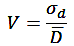 V = σ_d / D̅